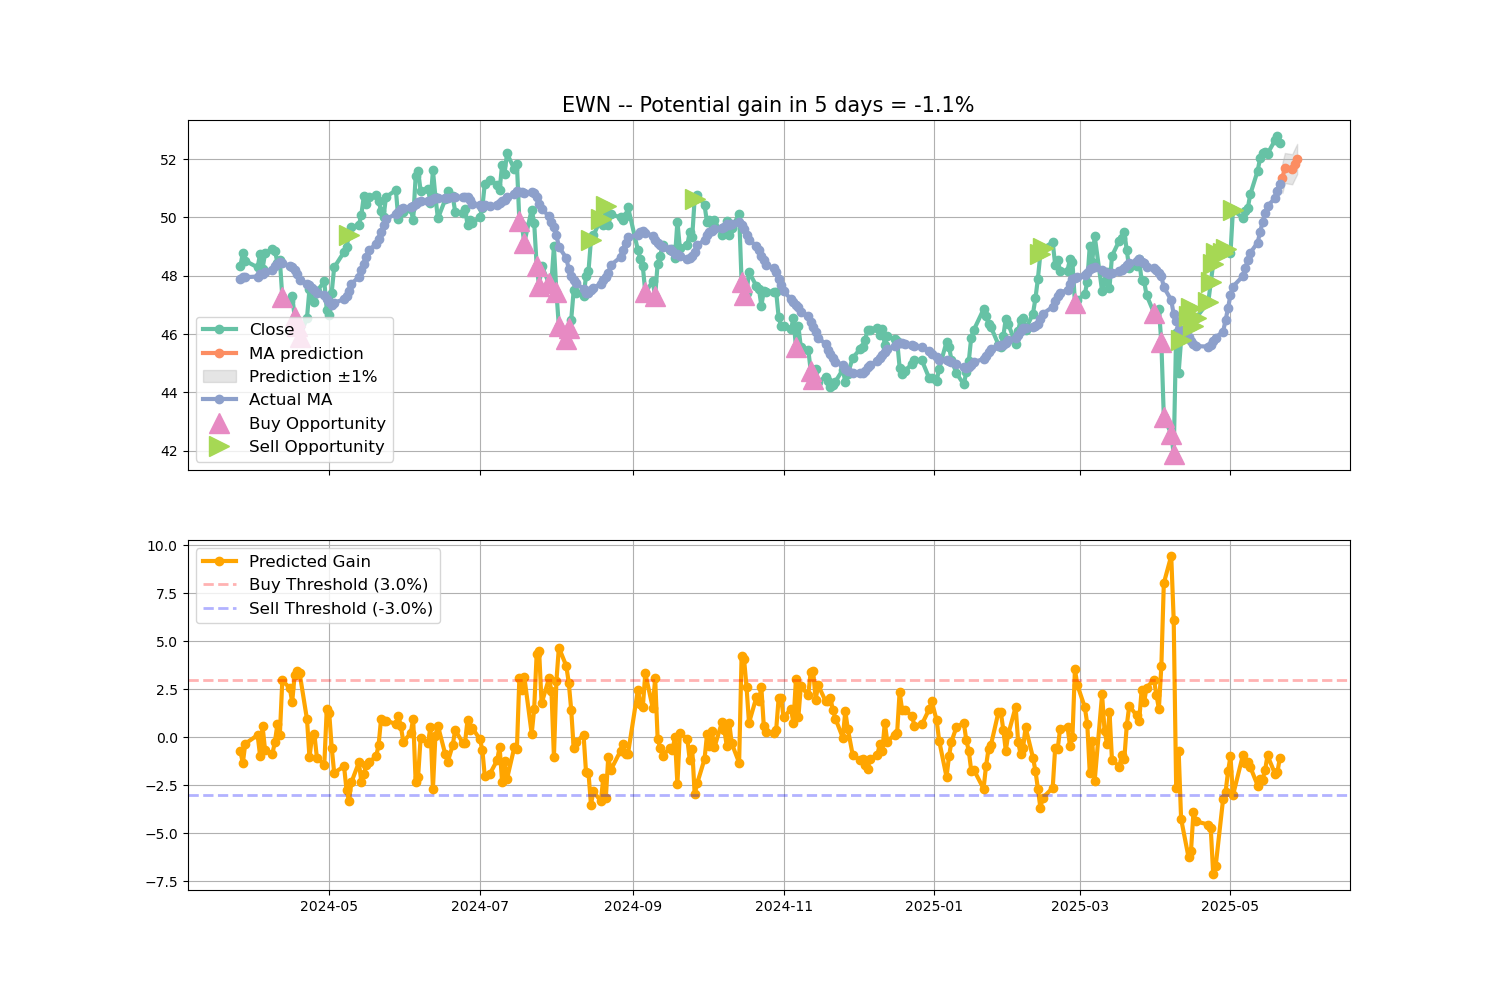 EWN -- Potential gain in 5 days = -1.1%
52
50
48
46
44
42
Close
MA prediction
Prediction ±1%
Actual MA
Buy Opportunity
Sell Opportunity
10.0
7.5
5.0
2.5
0.0
−2.5
−5.0
−7.5
Predicted Gain
Buy Threshold (3.0%)
Sell Threshold (-3.0%)
2024-05 2024-07 2024-09 2024-11 2025-01 2025-03 2025-05